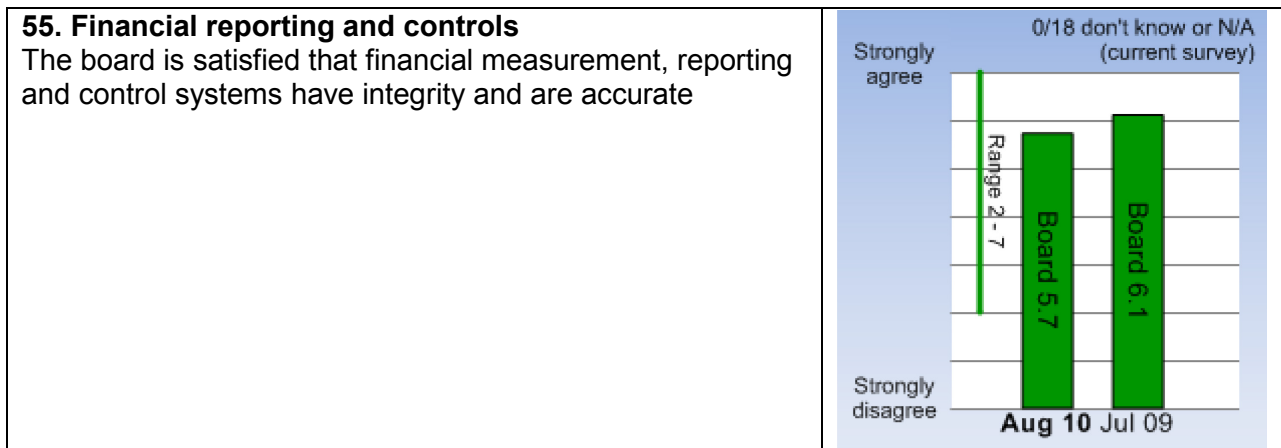 55. Financial reporting and controls
The board is satisfied that financial measurement, reporting
and control systems have integrity and are accurate
0/18 don't know or N/A
(current survey)
Strongly
agree
Range 2 - 7
Board 5.7
Board 6.1
Strongly
disagree
Aug 10 Jul 09